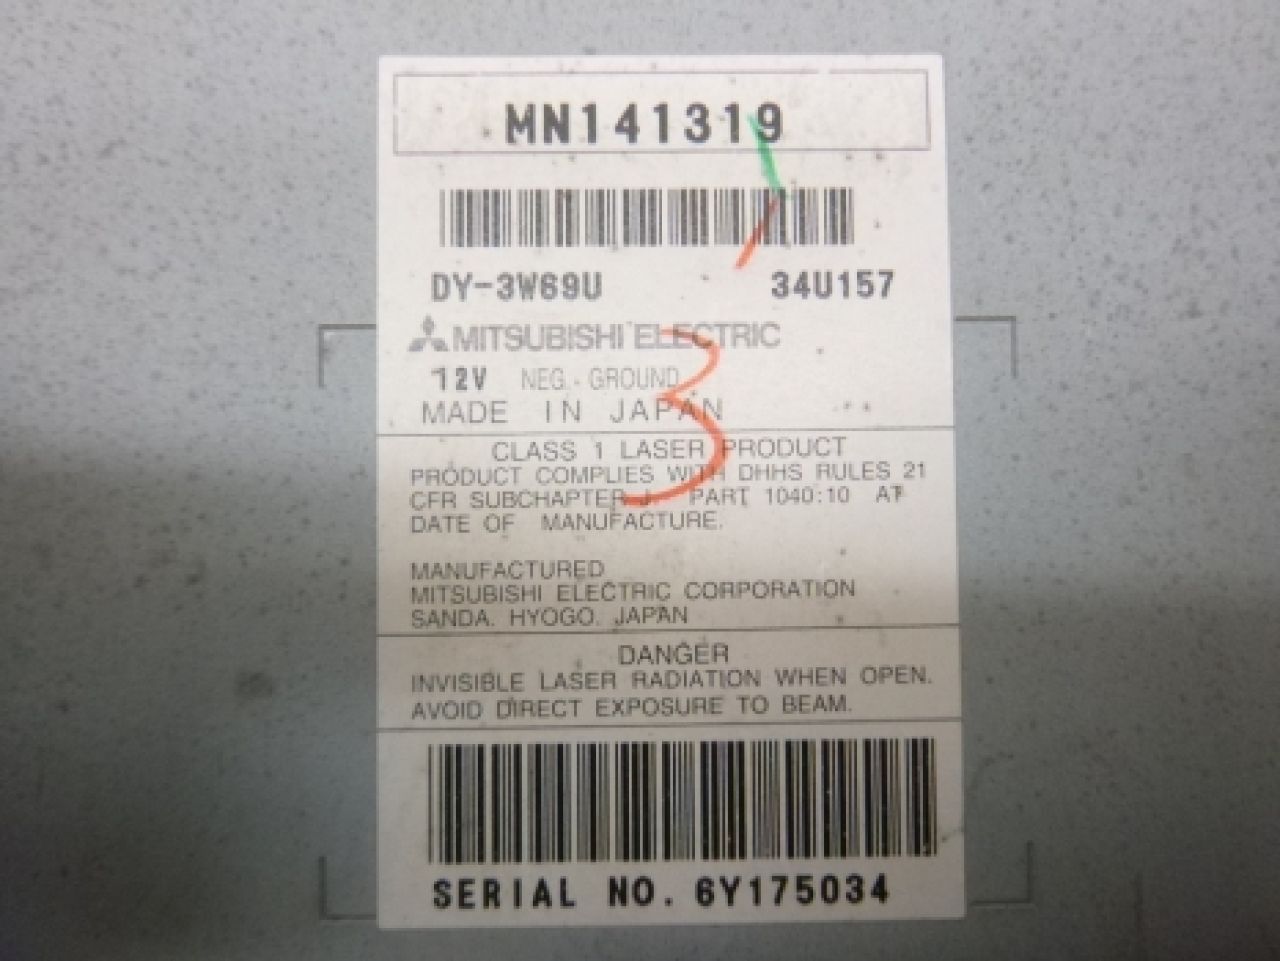 MN141319
DY-3W69U 34U157
MITSUBISHI ELECTRIC
12V NEG. GROUND
MADE IN JAPAN
3
CLASS 1 LASER PRODUCT
PRODUCT COMPLIES WITH DHHS RULES 21
CFR SUBCHAPTER J. PART 1040:10 AT
DATE OF MANUFACTURE.
MANUFACTURED
MITSUBISHI ELECTRIC CORPORATION
SANDA. HYOGO. JAPAN
DANGER
INVISIBLE LASER RADIATION WHEN OPEN.
AVOID DIRECT EXPOSURE TO BEAM.
SERIAL NO. 6Y175034